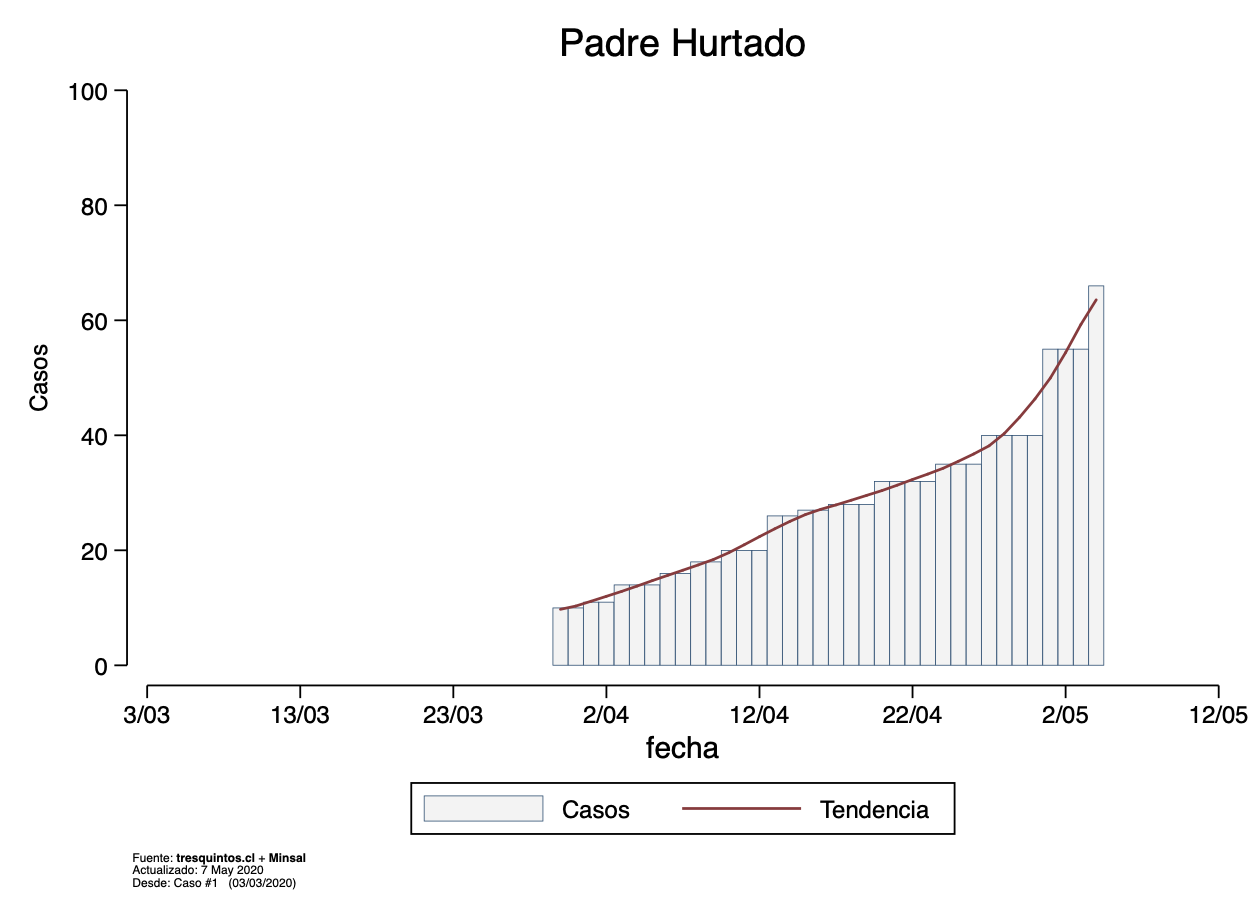 Padre Hurtado
100
80
60
40
20
0
Casos
3/03 13/03 23/03 2/04 12/04 22/04 2/05 12/05
fecha
Casos Tendencia
Fuente: tresquintos.cl + Minsal
Actualizado: 7 May 2020
Desde: Caso #1 (03/03/2020)